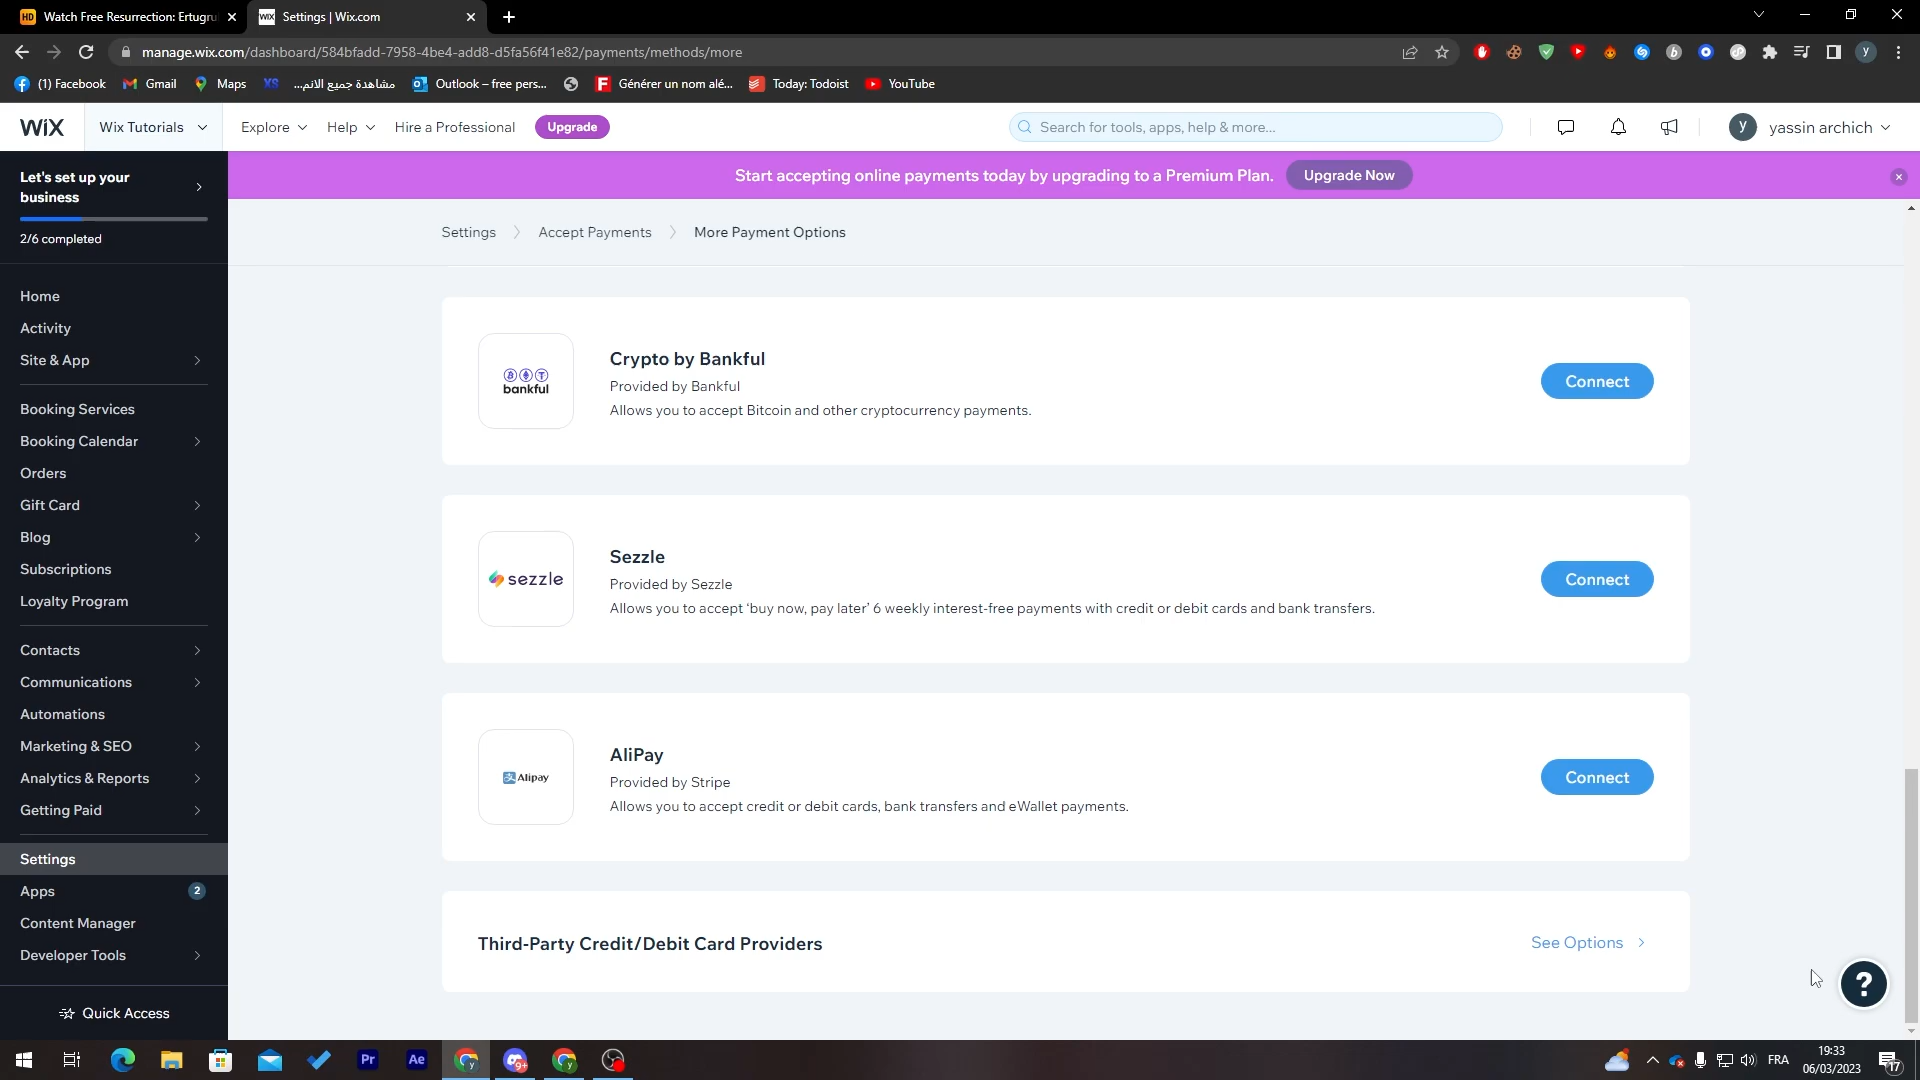 Watch Free Resurrection: Ertugru
Settings | Wix.com
manage.wix.com/dashboard/584bfadd-7958-4be4-add8-d5fa56f41e82/payments/methods/more
(1) Facebook
Gmail
Maps
XS
مشاهدة جميع الانم...
Outlook – free pers...
Générer un nom alé...
Today: Todoist
YouTube
WiX
Wix Tutorials
Explore
Help
Hire a Professional
Upgrade
Search for tools, apps, help & more...
y
yassin archich
Let's set up your
business
2/6 completed
Start accepting online payments today by upgrading to a Premium Plan.
Upgrade Now
Settings
Accept Payments
More Payment Options
Home
Activity
Site & App
Booking Services
Booking Calendar
Orders
Gift Card
Blog
Subscriptions
Loyalty Program
Contacts
Communications
Automations
Marketing & SEO
Analytics & Reports
Getting Paid
Settings
Apps
2
Content Manager
Developer Tools
Quick Access
bankful
Crypto by Bankful
Provided by Bankful
Allows you to accept Bitcoin and other cryptocurrency payments.
Connect
sezzle
Sezzle
Provided by Sezzle
Allows you to accept ‘buy now, pay later’ 6 weekly interest-free payments with credit or debit cards and bank transfers.
Connect
Alipay
AliPay
Provided by Stripe
Allows you to accept credit or debit cards, bank transfers and eWallet payments.
Connect
Third-Party Credit/Debit Card Providers
See Options
?
Pr
Ae
9+
FRA
19:33
06/03/2023
17